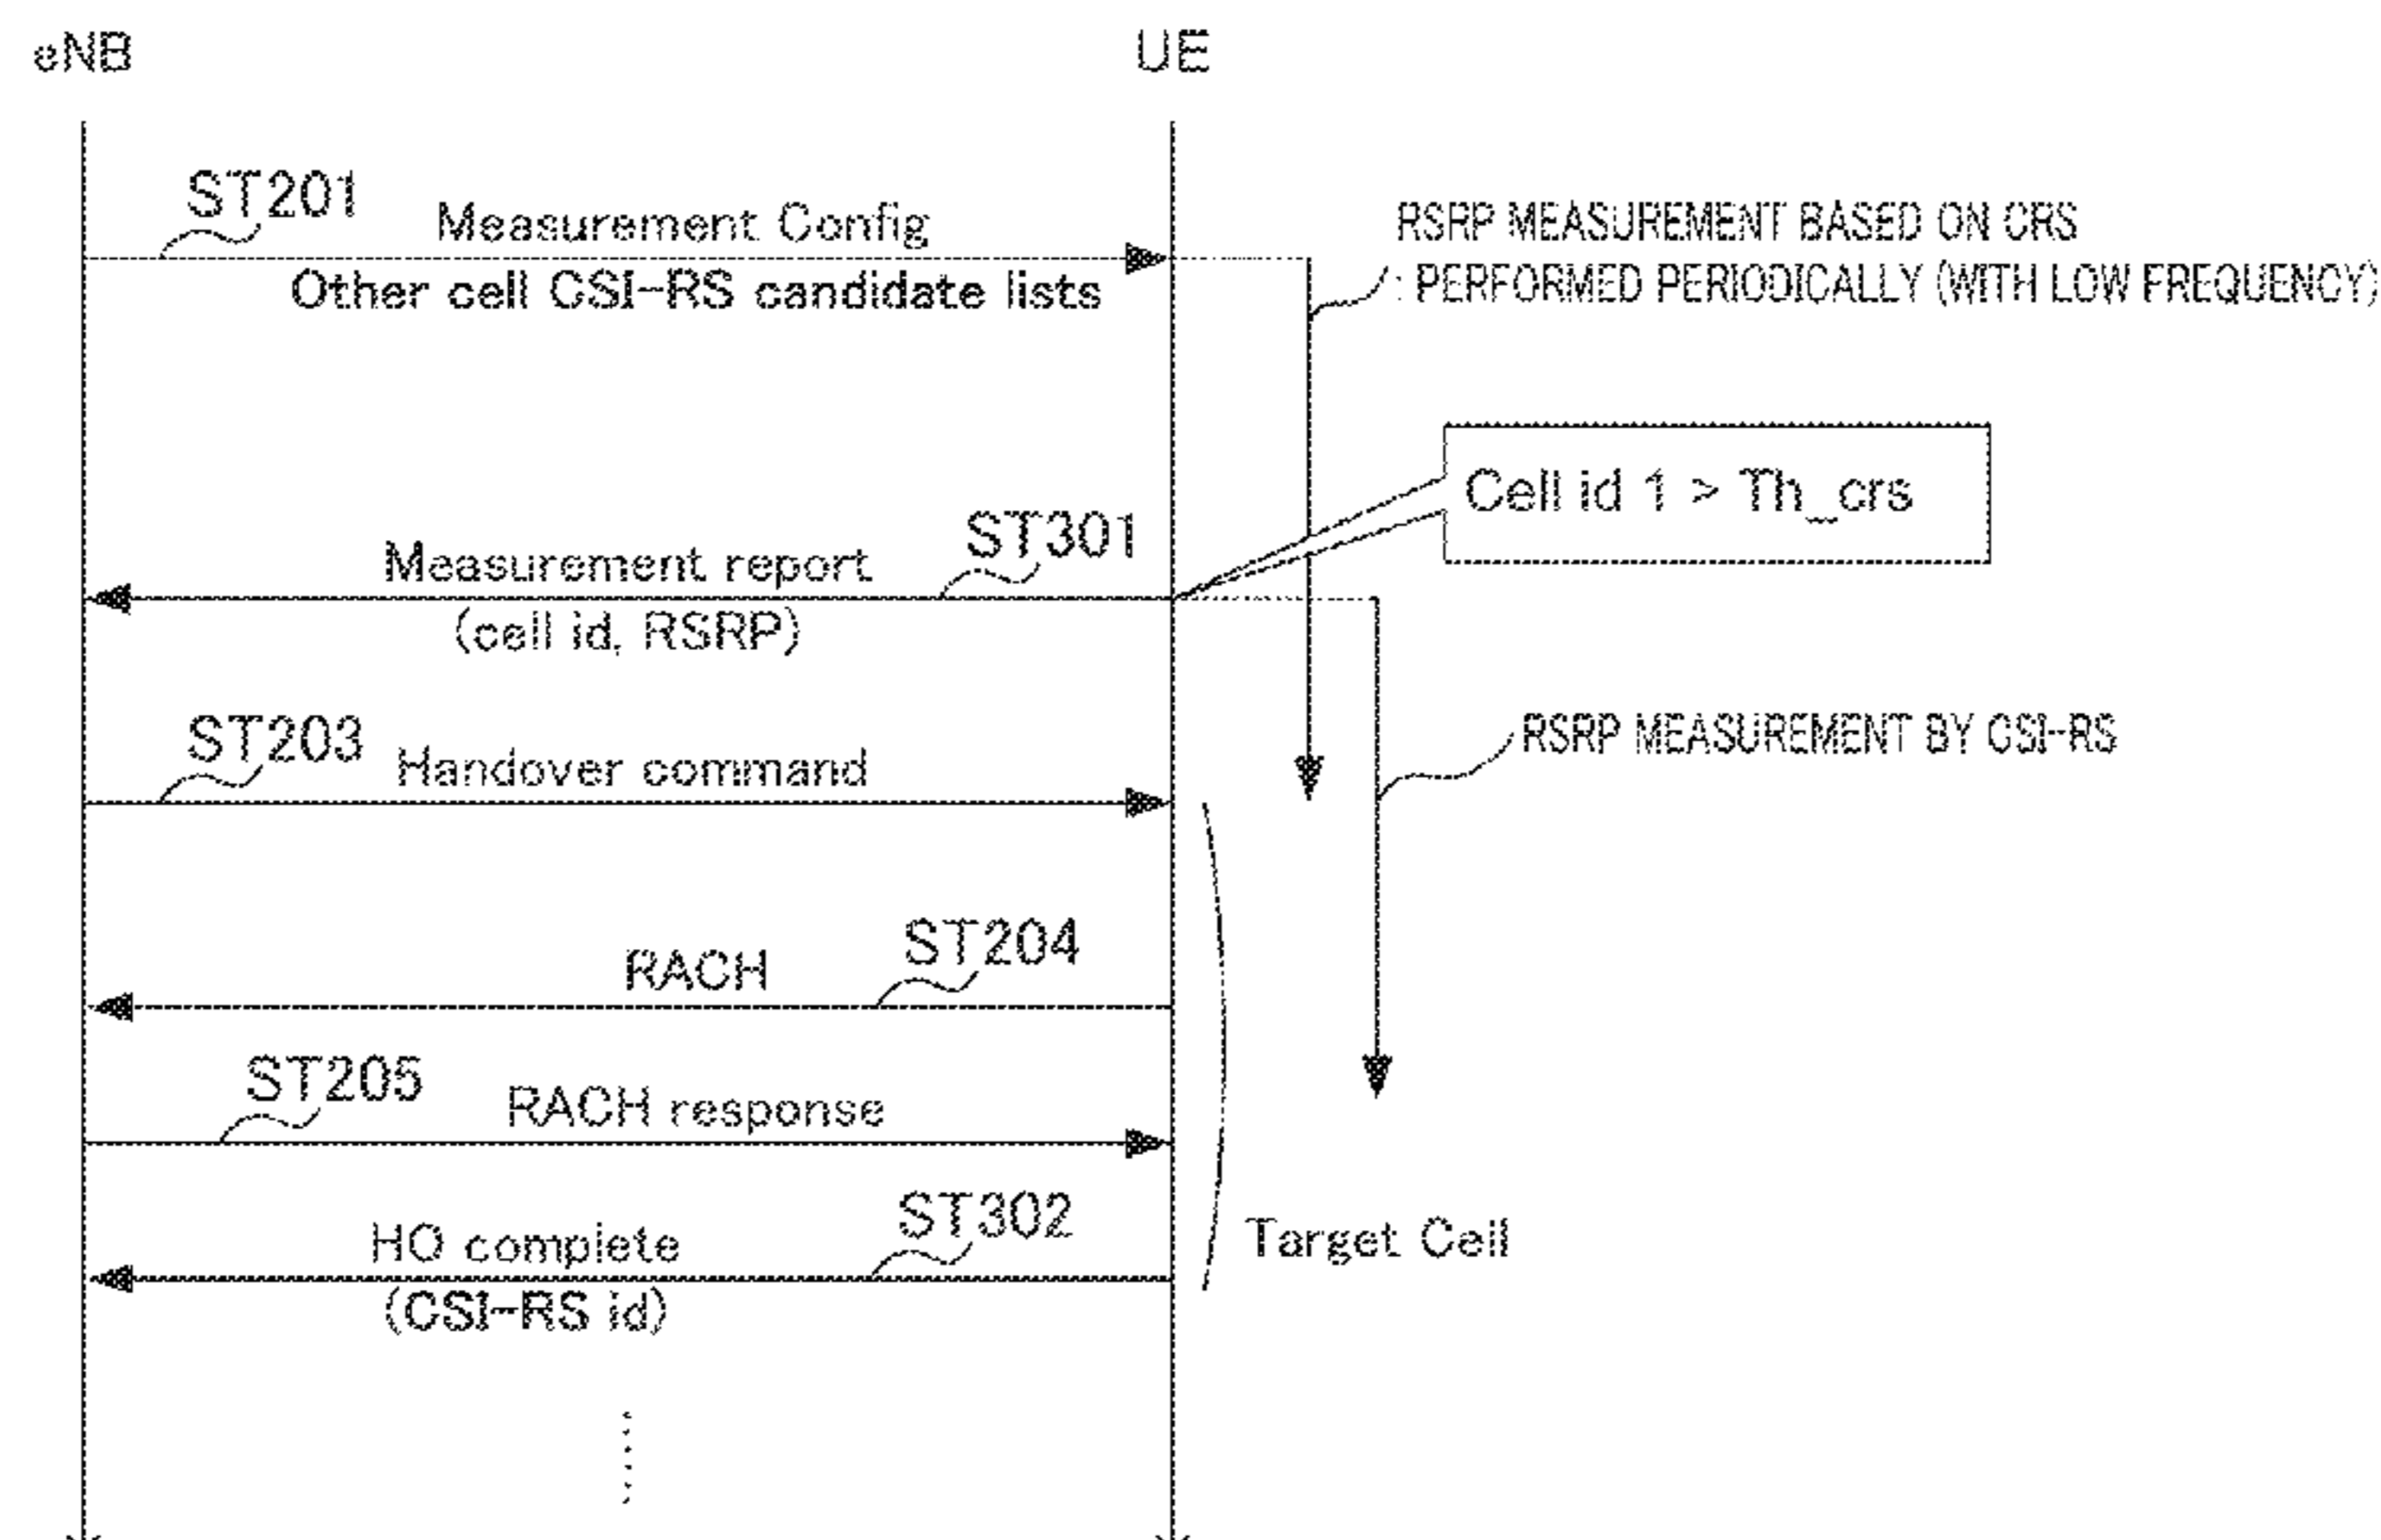 eNB
UE
ST201
Measurement Config
Other cell CSI-RS candidate lists
RSRP MEASUREMENT BASED ON CRS
: PERFORMED PERIODICALLY (WITH LOW FREQUENCY)
Cell id 1 > Th_crs
ST301
Measurement report
(cell id, RSRP)
ST203
Handover command
RSRP MEASUREMENT BY CSI-RS
ST204
RACH
ST205
RACH response
ST302
HO complete
(CSI-RS id)
Target Cell